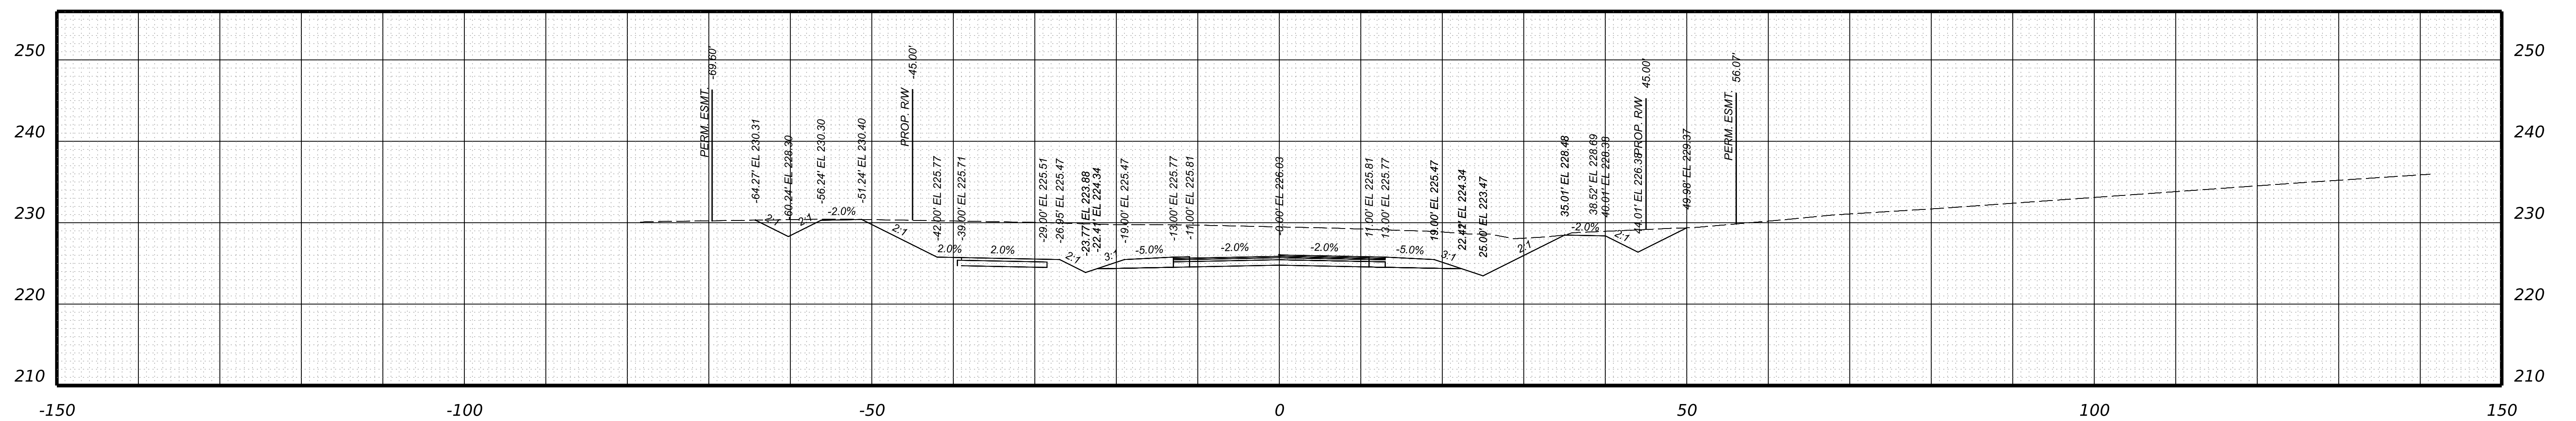 250
240
230
220
210
PERM. ESMT. -69.60'
-64.27' EL 230.31
-60.24' EL 228.30
-56.24' EL 230.30
-51.24' EL 230.40
PROP. R/W -45.00'
-42.00' EL 225.77
-39.00' EL 225.71
-29.00' EL 225.51
-26.95' EL 225.47
-23.77' EL 223.88
-22.41' EL 224.34
-19.00' EL 225.47
-13.00' EL 225.77
-11.00' EL 225.81
-0.00' EL 226.03
11.00' EL 225.81
13.00' EL 225.77
19.00' EL 225.47
22.42' EL 224.34
25.00' EL 223.47
35.01' EL 228.48
38.52' EL 228.69
40.01' EL 228.38
44.01' EL 226.38
PROP. R/W 45.00'
49.98' EL 229.37
PERM. ESMT. 56.07'
2:1
2:1
-2.0%
2:1
2.0%
2.0%
2:1
3:1
-5.0%
-2.0%
-2.0%
-5.0%
3:1
2:1
-2.0%
2:1
250
240
230
220
210
-150
-100
-50
0
50
100
150